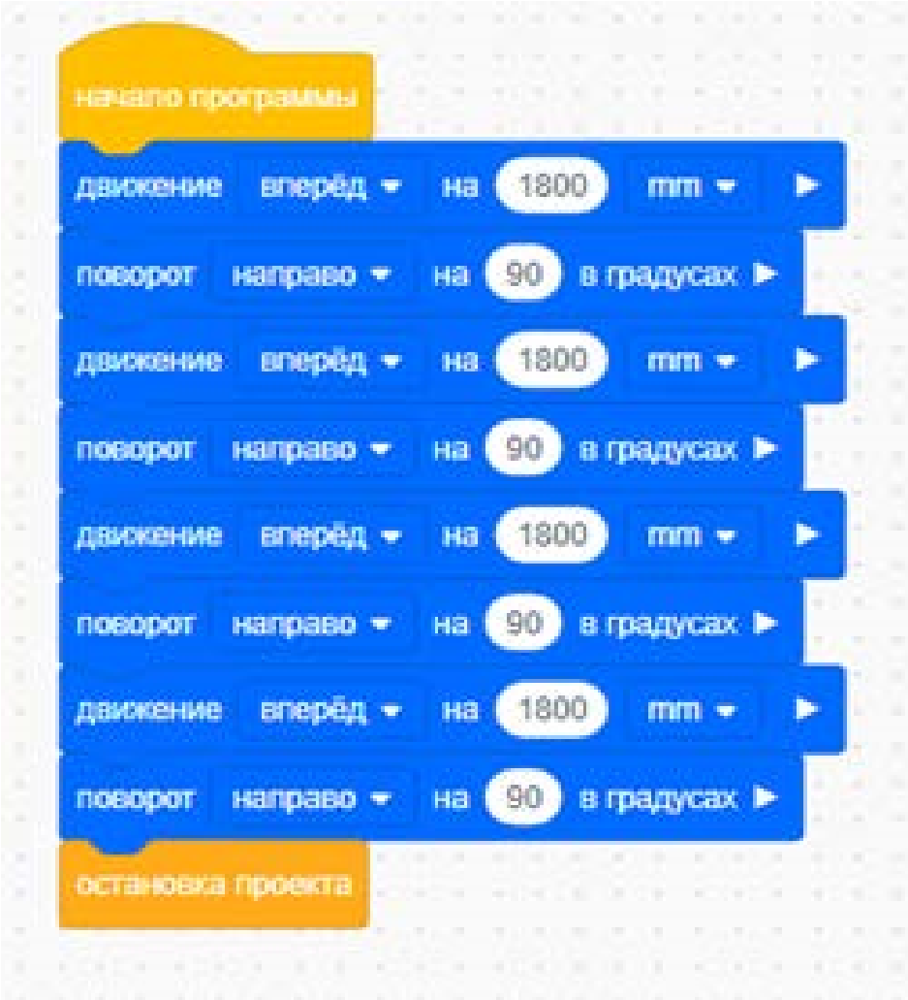 начало программы
движение вперёд на 1800 mm
поворот направо на 90 в градусах
движение вперёд на 1800 mm
поворот направо на 90 в градусах
движение вперёд на 1800 mm
поворот направо на 90 в градусах
движение вперёд на 1800 mm
поворот направо на 90 в градусах
остановка проекта